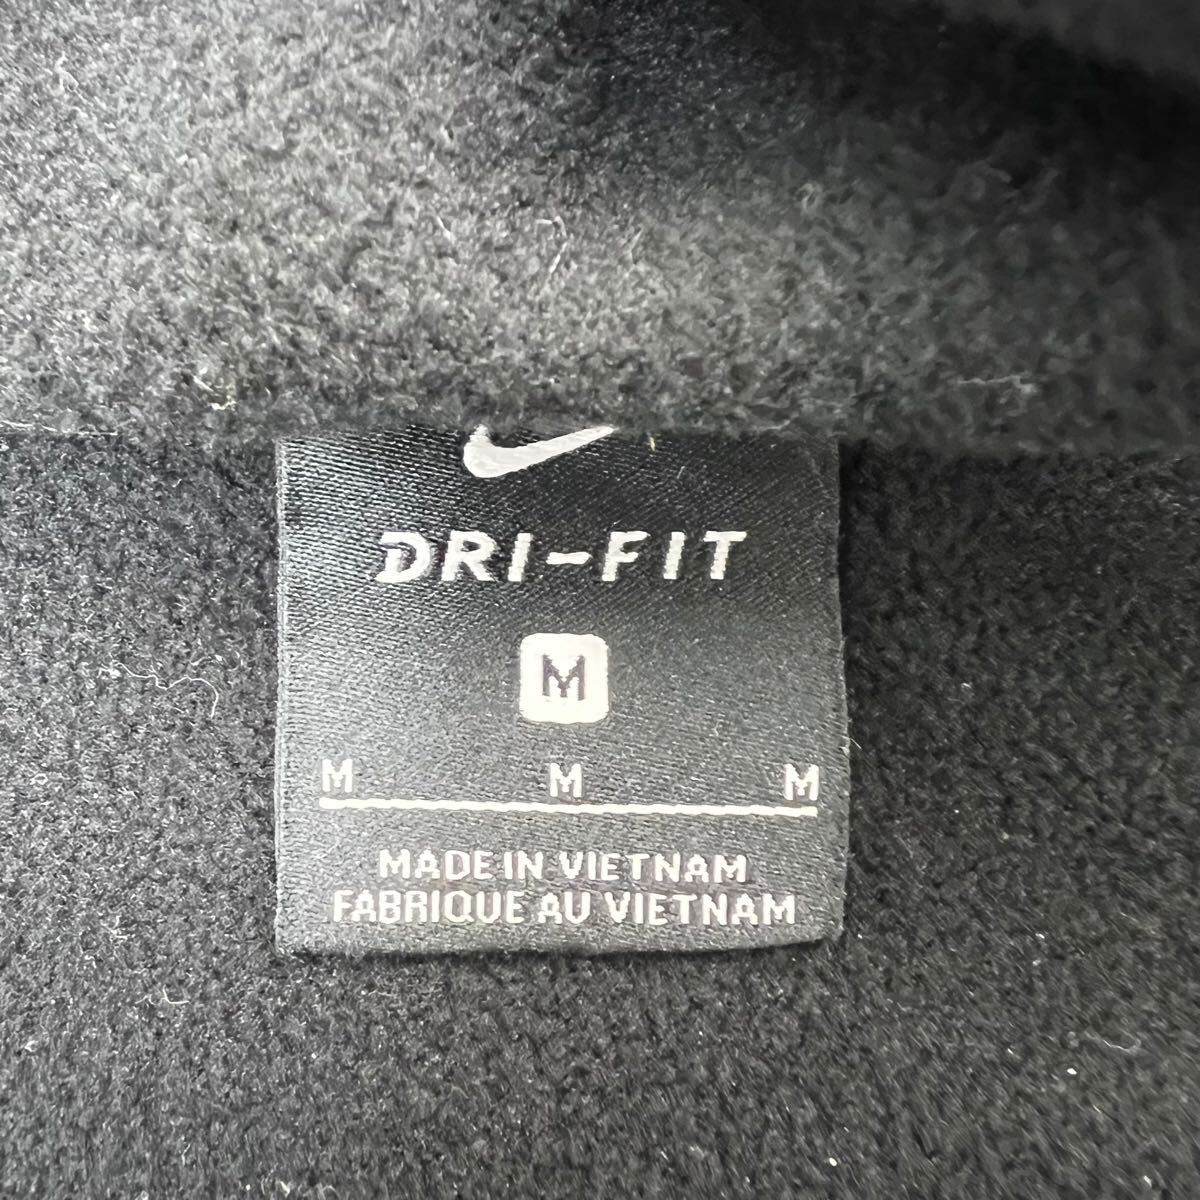 DRI-FIT
M
M M M
MADE IN VIETNAM
FABRIQUE AU VIETNAM